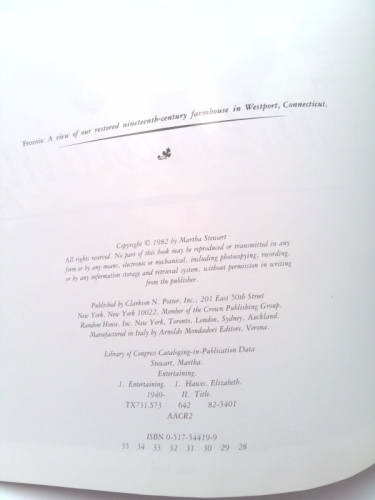 Frontis: A view of our restored nineteenth-century farmhouse in Westport, Connecticut.
Copyright © 1982 by Martha Stewart
All rights reserved. No part of this book may be reproduced or transmitted in any
form or by any means, electronic or mechanical, including photocopying, recording,
or by any information storage and retrieval system, without permission in writing
from the publisher.
Published by Clarkson N. Potter, Inc., 201 East 50th Street
New York, New York 10022. Member of the Crown Publishing Group.
Random House, Inc. New York, Toronto, London, Sydney, Auckland.
Manufactured in Italy by Arnoldo Mondadori Editors, Verona.
Library of Congress Cataloging-in-Publication Data
Stewart, Martha.
Entertaining.
1. Entertaining. I. Hawes, Elizabeth.
1940- II. Title.
TX731.S73 642 82-5401
AACR2
ISBN 0-517-54419-9
35 34 33 32 31 30 29 28